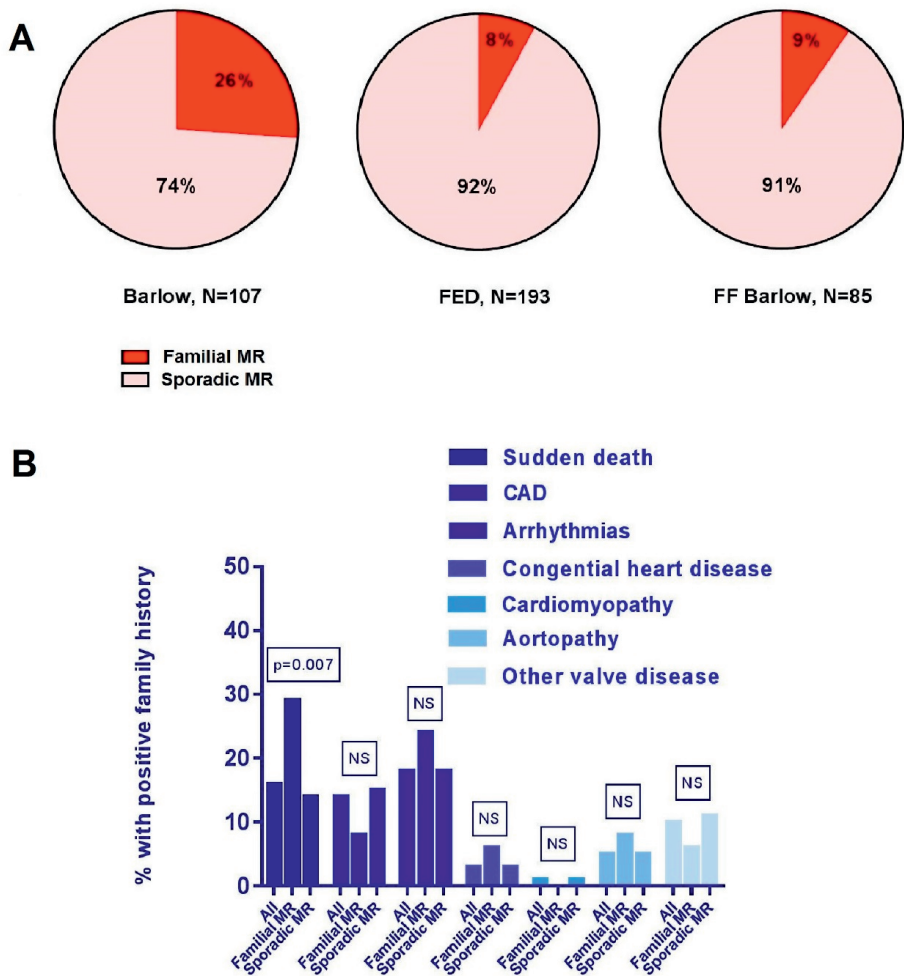 A
26%
74%
8%
92%
9%
91%
Barlow, N=107
FED, N=193
FF Barlow, N=85
Familial MR
Sporadic MR
B
Sudden death
CAD
Arrhythmias
Congential heart disease
Cardiomyopathy
Aortopathy
Other valve disease
% with positive family history
50
40
30
20
10
0
p=0.007
NS
NS
NS
NS
NS
NS
All
Familial MR
Sporadic MR
All
Familial MR
Sporadic MR
All
Familial MR
Sporadic MR
All
Familial MR
Sporadic MR
All
Familial MR
Sporadic MR
All
Familial MR
Sporadic MR
All
Familial MR
Sporadic MR